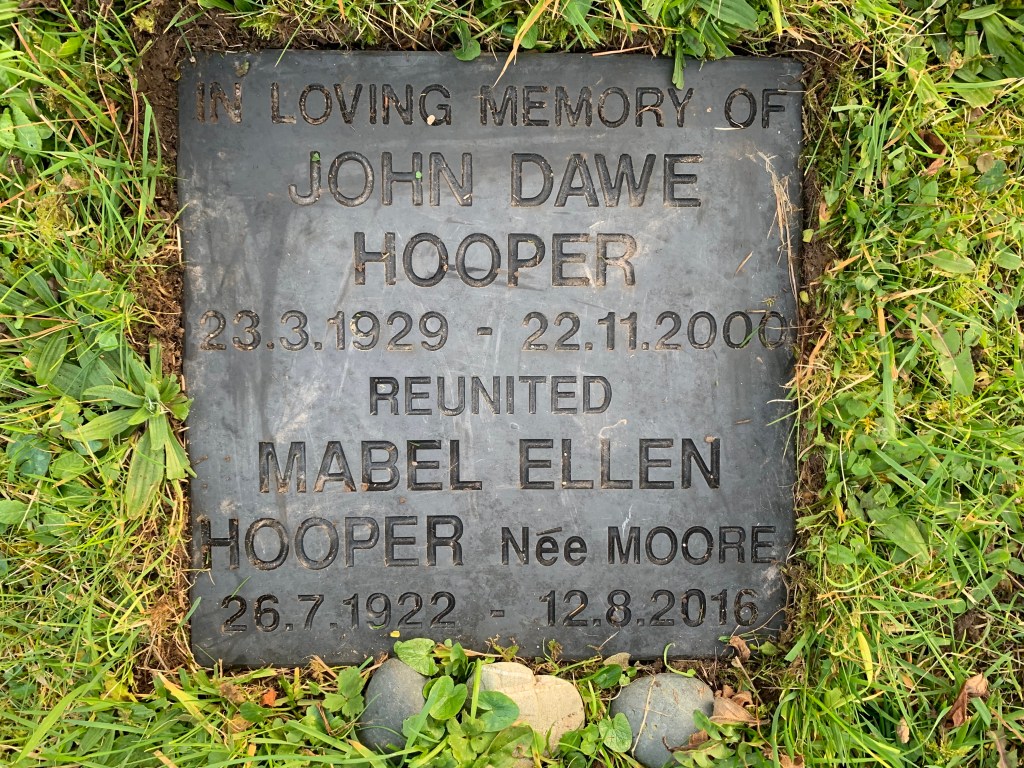 IN LOVING MEMORY OF
JOHN DAWE
HOOPER
23.3.1929 - 22.11.2000
REUNITED
MABEL ELLEN
HOOPER Née MOORE
26.7.1922 - 12.8.2016